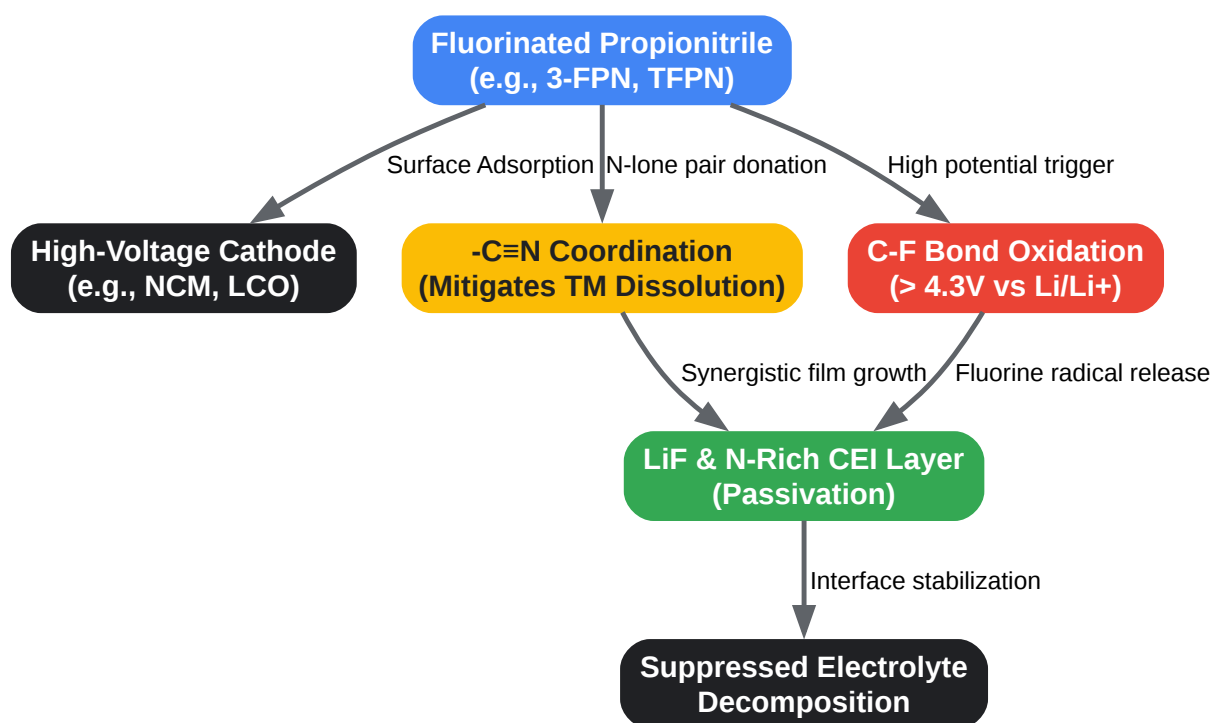 Fluorinated Propionitrile
(e.g., 3-FPN, TFPN)
Surface Adsorption
N-lone pair donation
High potential trigger
High-Voltage Cathode
(e.g., NCM, LCO)
-C≡N Coordination
(Mitigates TM Dissolution)
C-F Bond Oxidation
(> 4.3V vs Li/Li+)
Synergistic film growth
Fluorine radical release
LiF & N-Rich CEI Layer
(Passivation)
Interface stabilization
Suppressed Electrolyte
Decomposition